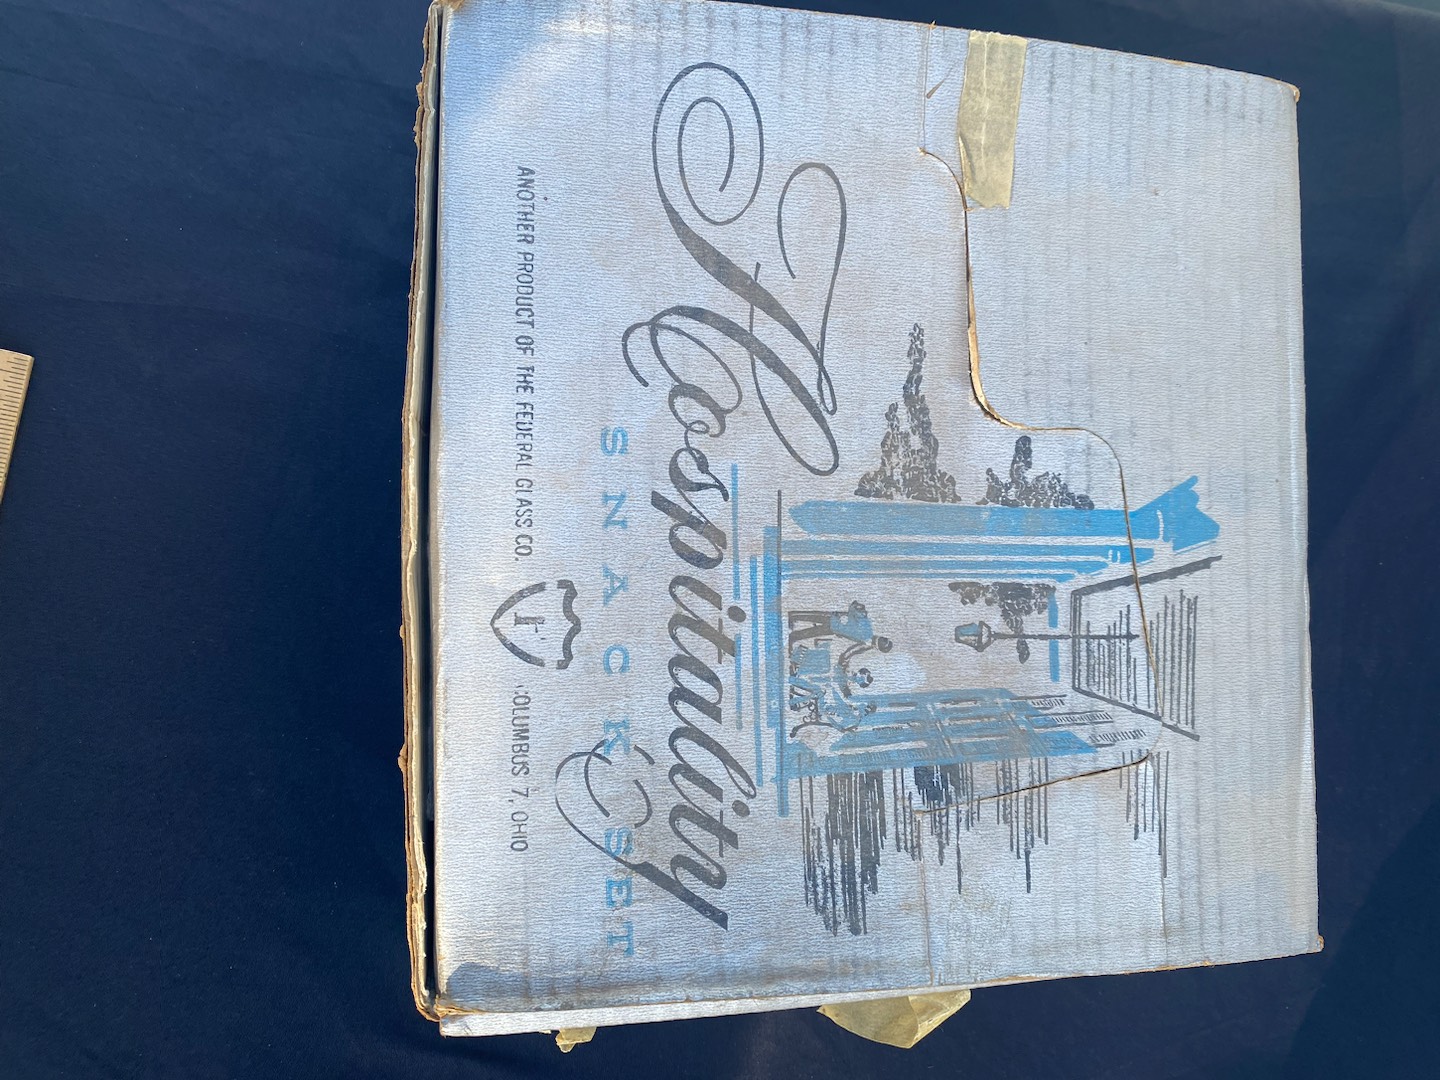 Hospitality
SNACK SET
ANOTHER PRODUCT OF THE FEDERAL GLASS CO. F COLUMBUS 7, OHIO